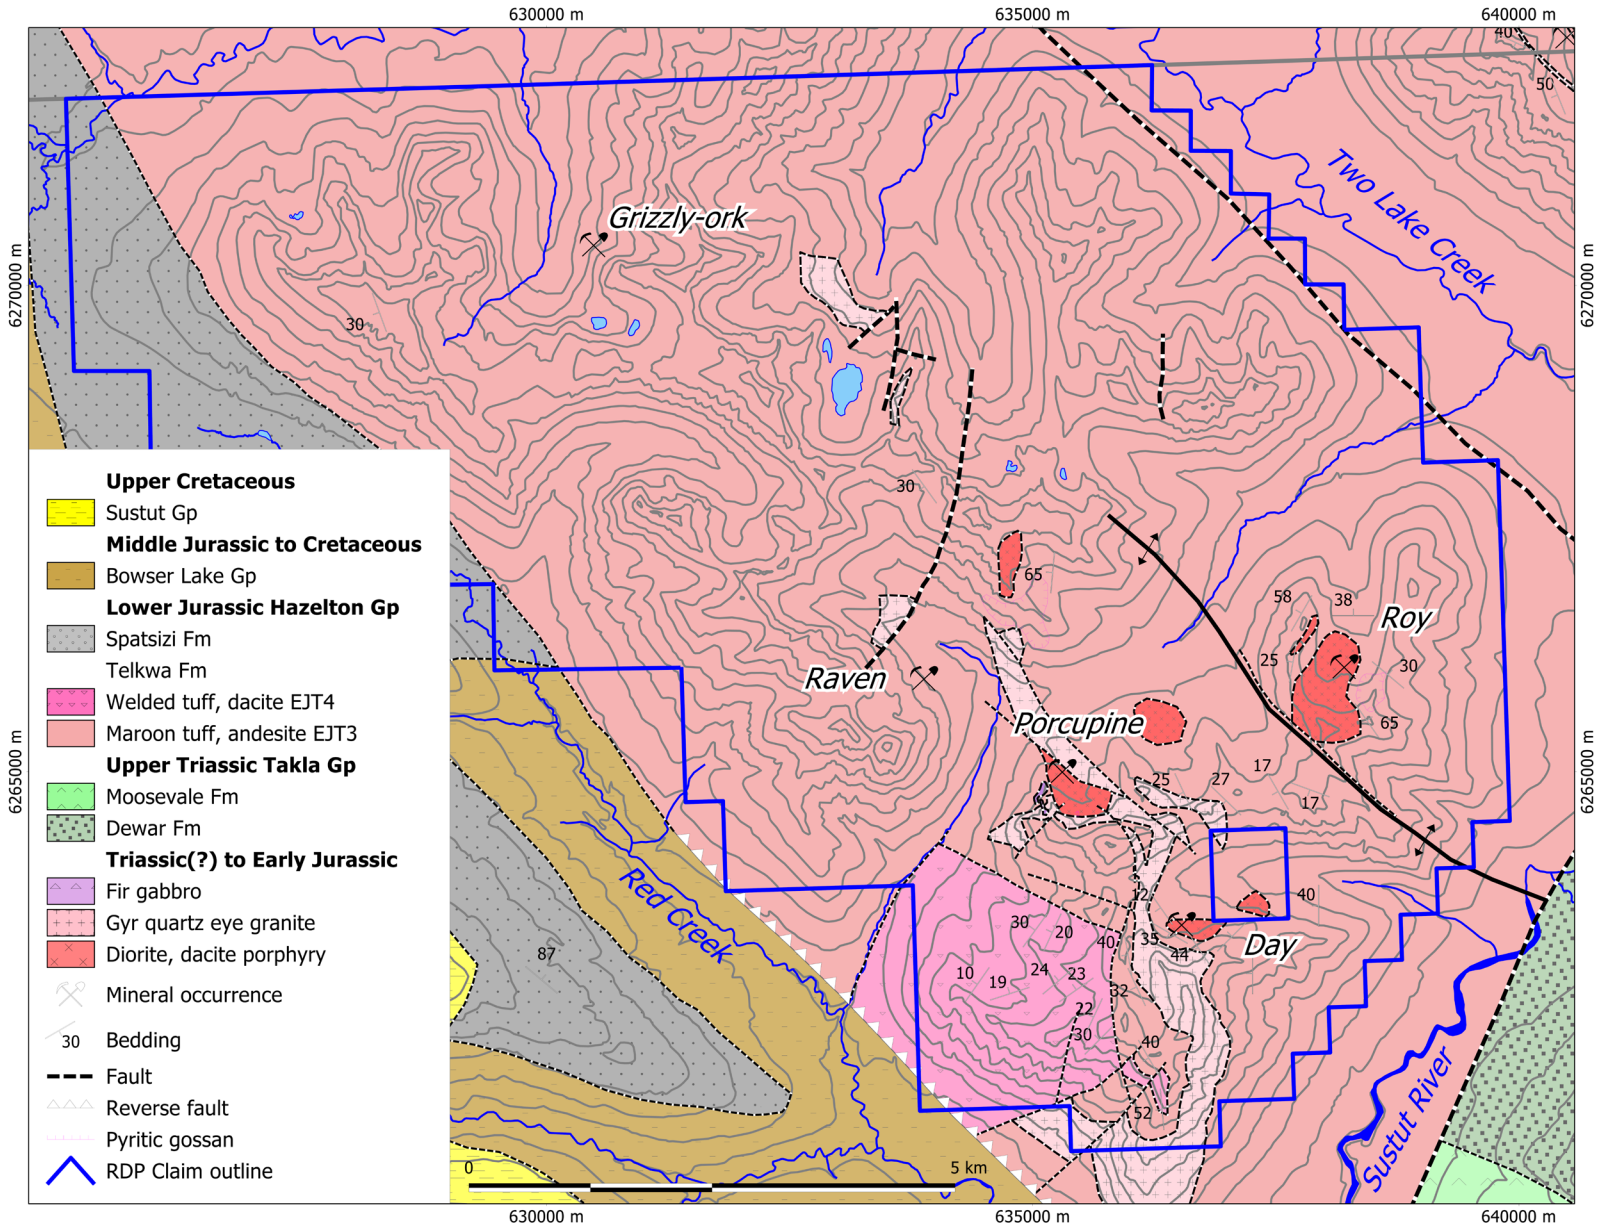 630000 m
635000 m
640000 m
40
50
Two Lake Creek
Grizzly-ork
6270000 m
6270000 m
30
30
65
58
38
Roy
25
30
Raven
65
Porcupine
25
27
17
17
6265000 m
6265000 m
Upper Cretaceous
Sustut Gp
Middle Jurassic to Cretaceous
Bowser Lake Gp
Lower Jurassic Hazelton Gp
Spatsizi Fm
Telkwa Fm
Welded tuff, dacite EJT4
Maroon tuff, andesite EJT3
Upper Triassic Takla Gp
Moosevale Fm
Dewar Fm
Triassic(?) to Early Jurassic
Fir gabbro
Gyr quartz eye granite
Diorite, dacite porphyry
Mineral occurrence
30
Bedding
Fault
Reverse fault
Pyritic gossan
RDP Claim outline
Red Creek
87
12
40
30
20
40
35
44
Day
10
19
24
23
32
22
30
40
52
Sustut River
0
5 km
630000 m
635000 m
640000 m